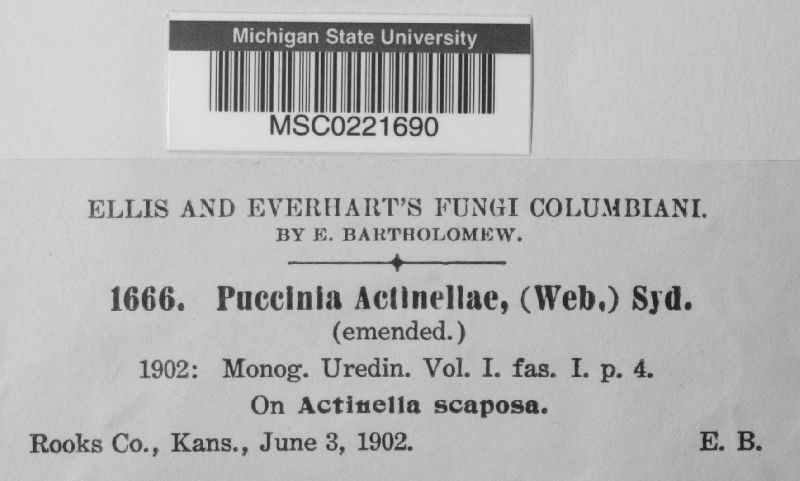 Michigan State University
MSC0221690
ELLIS AND EVERHART'S FUNGI COLUMBIANI.
BY E. BARTHOLOMEW.
1666. Puccinia Actinellae, (Web.) Syd.
(emended.)
1902: Monog. Uredin. Vol. I. fas. I. p. 4.
On Actinella scaposa.
Rooks Co., Kans., June 3, 1902. E. B.